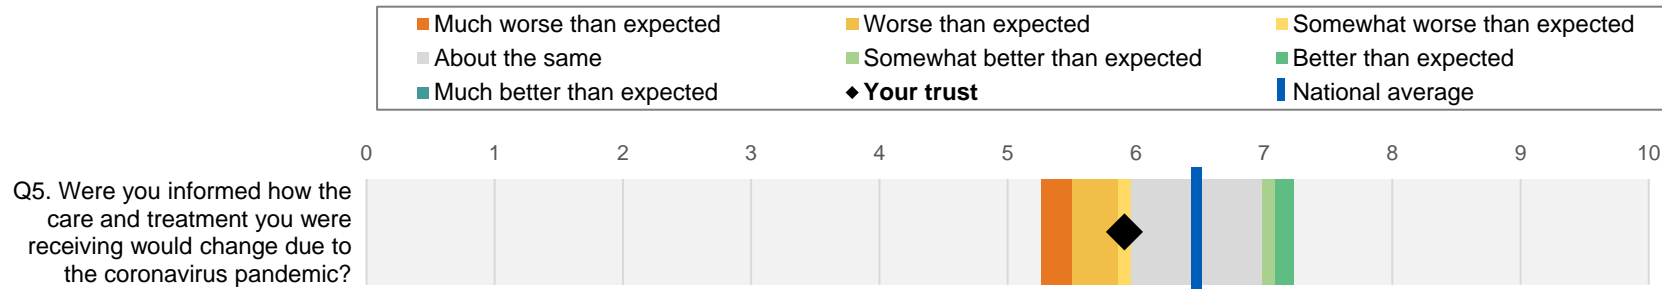 Much worse than expected
Worse than expected
Somewhat worse than expected
About the same
Somewhat better than expected
Better than expected
Much better than expected
Your trust
National average
0 1 2 3 4 5 6 7 8 9 10
Q5. Were you informed how the
care and treatment you were
receiving would change due to
the coronavirus pandemic?